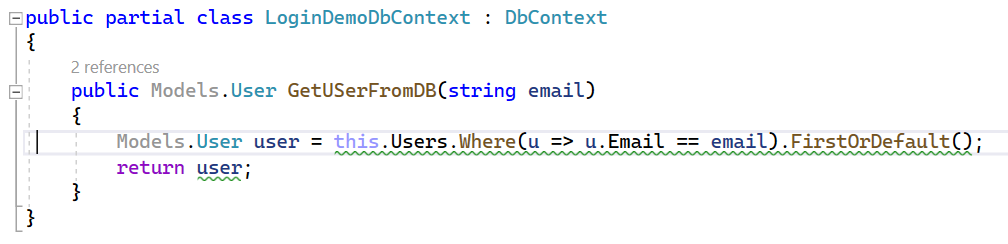 public partial class LoginDemoDbContext : DbContext
{
2 references
public Models.User GetUSerFromDB(string email)
{
Models.User user = this.Users.Where(u => u.Email == email).FirstOrDefault();
return user;
}
}